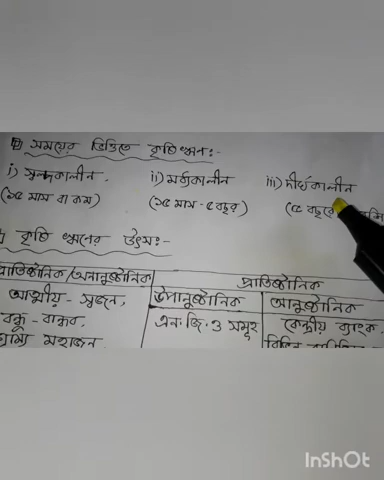 সময়ের ভিত্তিতে কৃষি ঋণ:-
i) স্বল্পকালীন. ii) মধ্যকালীন iii) দীর্ঘকালীন
(১৫ মাস বা কম) (১৫ মাস - ৫ বছর) (৫ বছরে
কৃষি ঋণের উৎস:-
প্রাতিষ্ঠানিক/অনানুষ্ঠানিক প্রাতিষ্ঠানিক
আত্মীয় - স্বজন, উপানুষ্ঠানিক আনুষ্ঠানিক
বন্ধু - বান্ধব. এন: জি: ও সমূহ কেন্দ্রীয় ব্যাংক.
গ্রাম্য মহাজন
InShOt